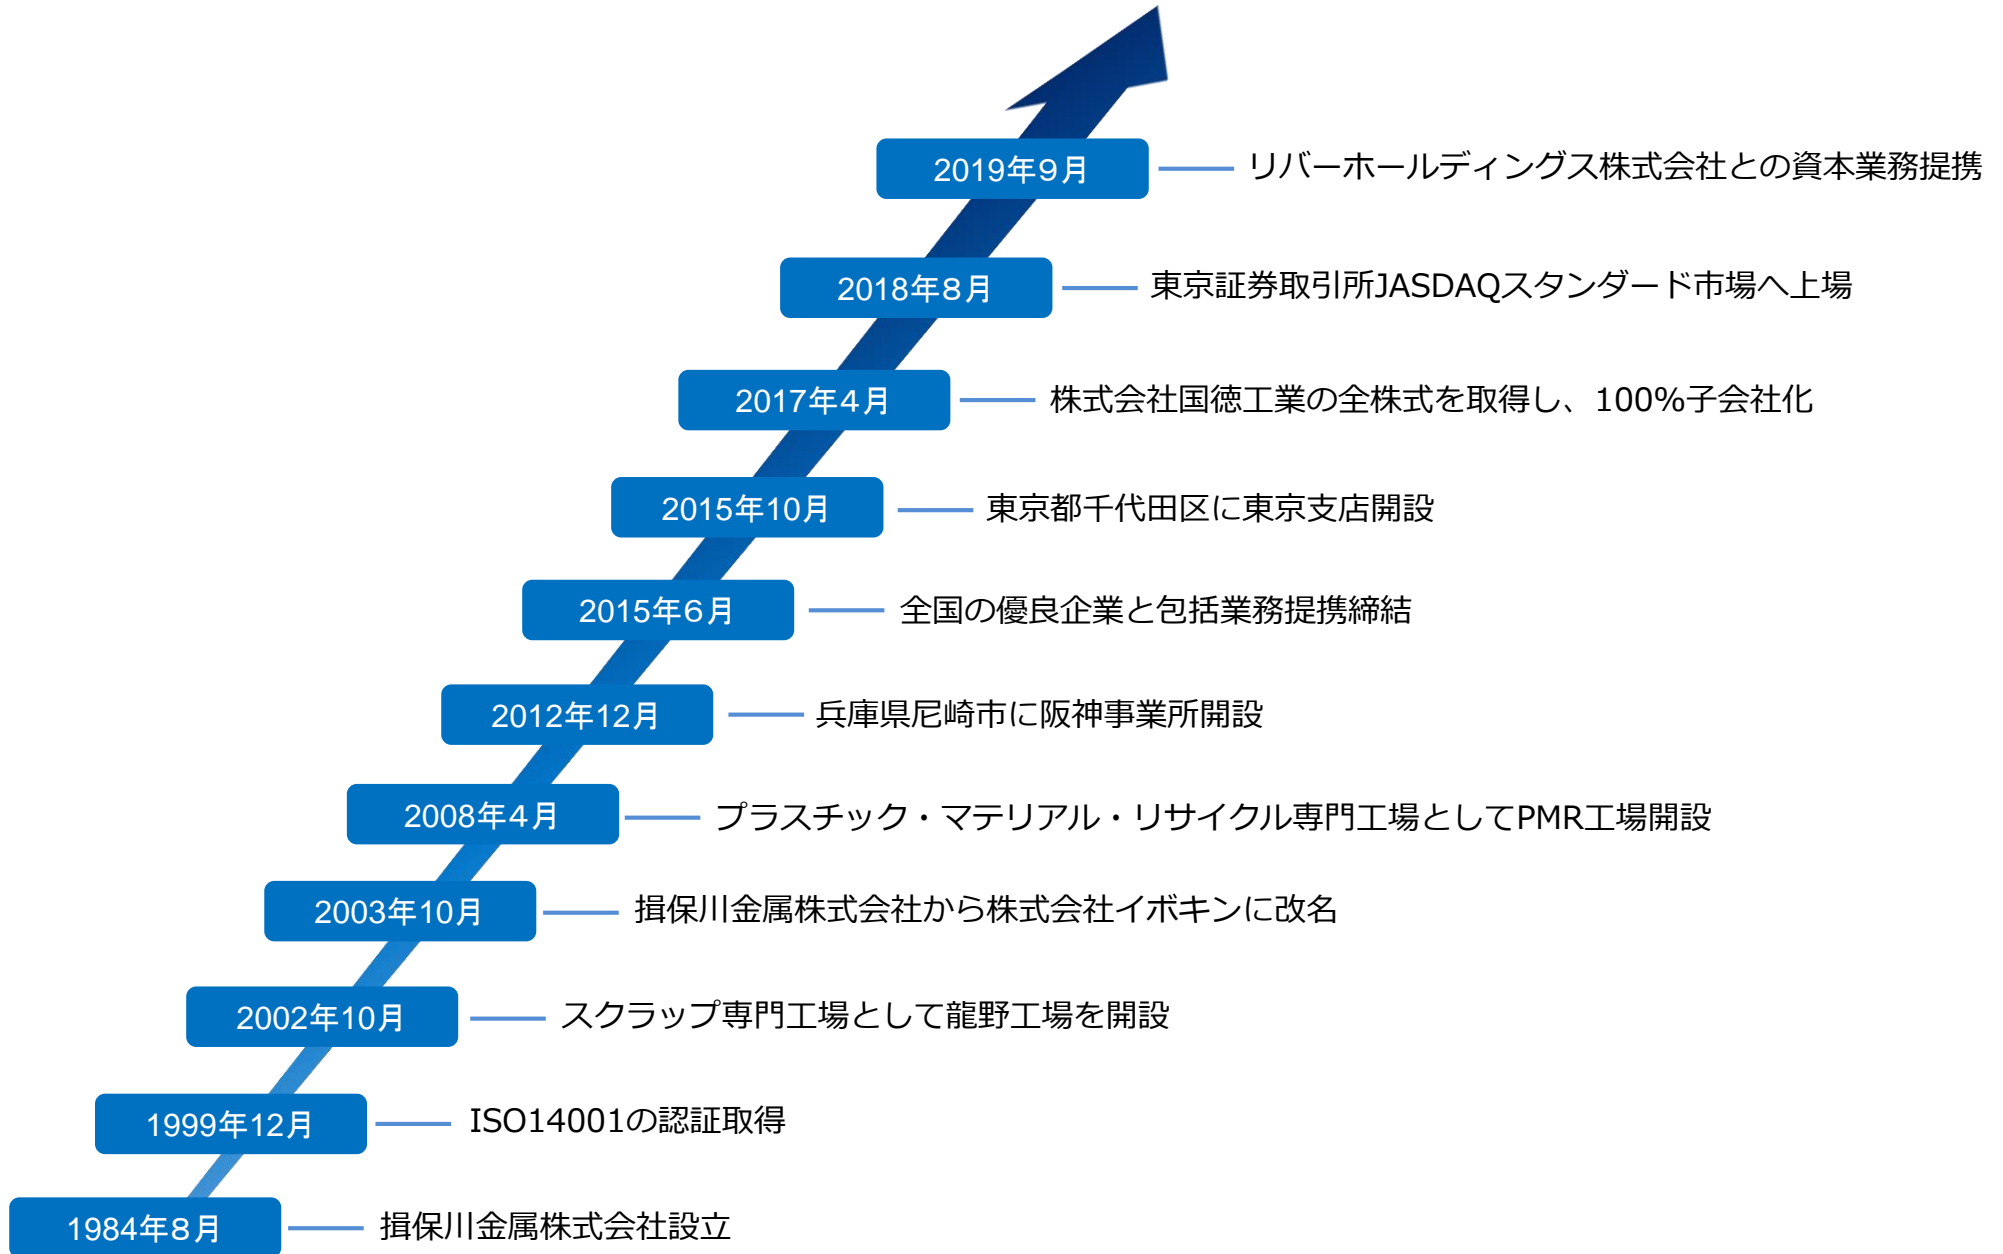 2019年９月 リバーホールディングス株式会社との資本業務提携
2018年８月 東京証券取引所JASDAQスタンダード市場へ上場
2017年４月 株式会社国徳工業の全株式を取得し、100%子会社化
2015年10月 東京都千代田区に東京支店開設
2015年６月 全国の優良企業と包括業務提携締結
2012年12月 兵庫県尼崎市に阪神事業所開設
2008年４月 プラスチック・マテリアル・リサイクル専門工場としてPMR工場開設
2003年10月 揖保川金属株式会社から株式会社イボキンに改名
2002年10月 スクラップ専門工場として龍野工場を開設
1999年12月 ISO14001の認証取得
1984年８月 揖保川金属株式会社設立